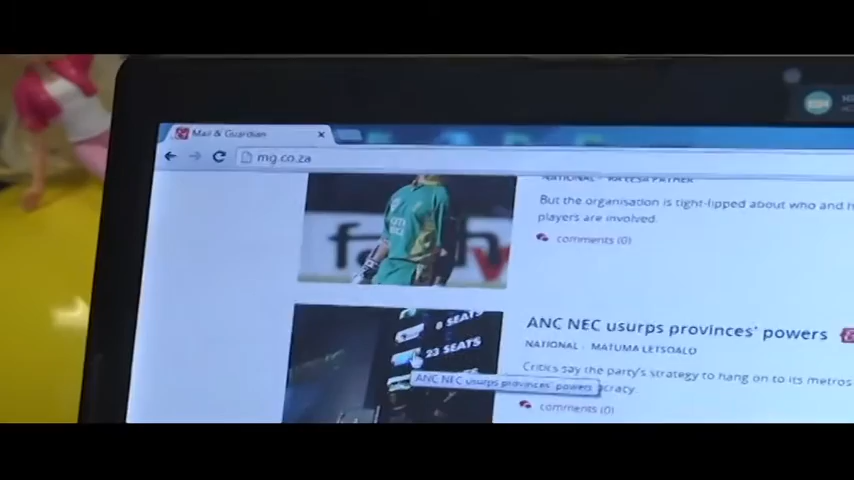 Mail & Guardian
mg.co.za
NATIONAL
But the organisation is tight-lipped about who and
players are involved.
comments (0)
8 SEATS
23 SEATS
ANC NEC usurps provinces' powers
NATIONAL - MATUMA LETSOALO
Critics say the party's strategy to hang on to its metros
ANC NEC usurps provinces' powers
comments (0)